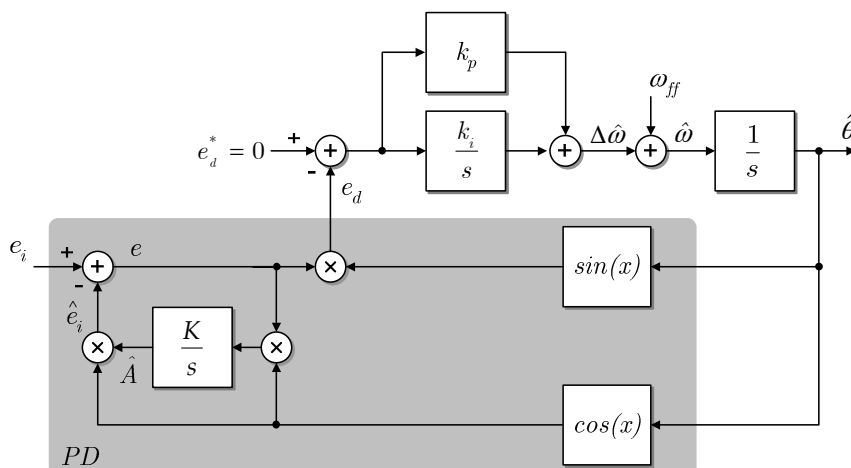 k_p
ω_ff
e_d^* = 0
+
-
+
k_i
s
+
Δω̂
+
ω̂
1
s
θ̂
e_d
e_i
+
-
+
e
×
sin(x)
ê_i
×
Â
K
s
×
cos(x)
PD